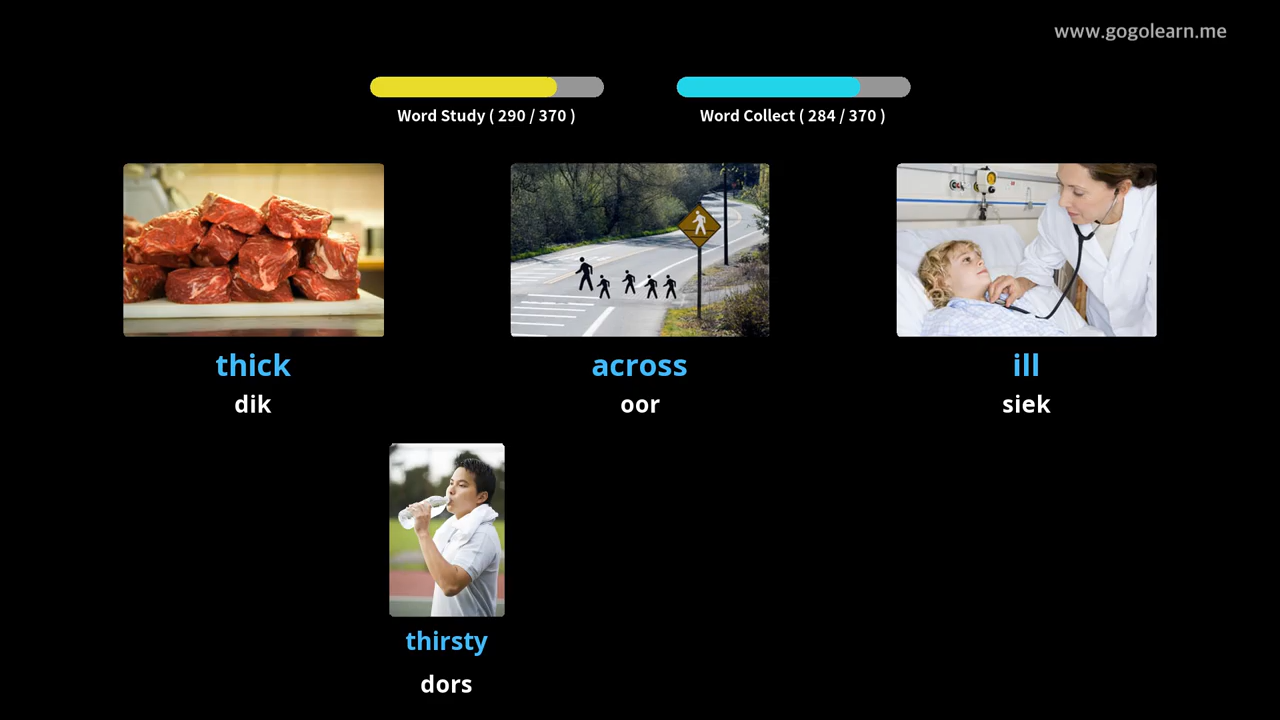 www.gogolearn.me
Word Study ( 290 / 370 )
Word Collect ( 284 / 370 )
thick
dik
across
oor
ill
siek
thirsty
dors